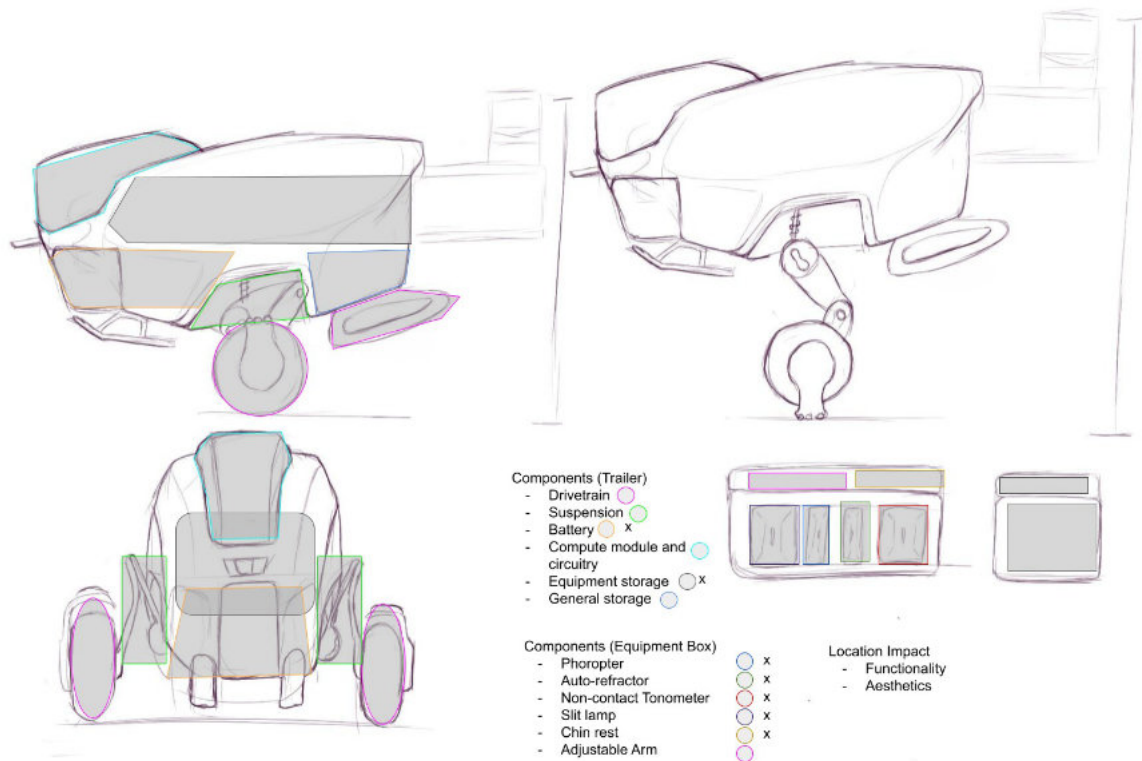 Components (Trailer)
- Drivetrain
- Suspension
- Battery x
- Compute module and
circuitry
- Equipment storage x
- General storage
Components (Equipment Box)
- Phoropter x
- Auto-refractor x
- Non-contact Tonometer x
- Slit lamp x
- Chin rest x
- Adjustable Arm
Location Impact
- Functionality
- Aesthetics